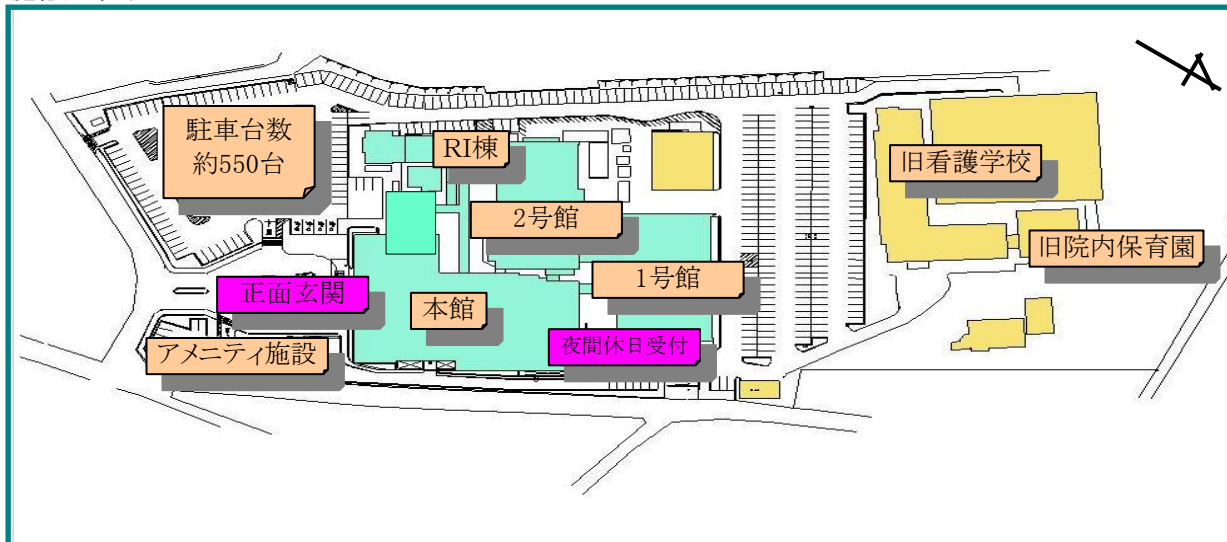 駐車台数
約550台
RI棟
旧看護学校
2号館
旧院内保育園
1号館
正面玄関
本館
夜間休日受付
アメニティ施設